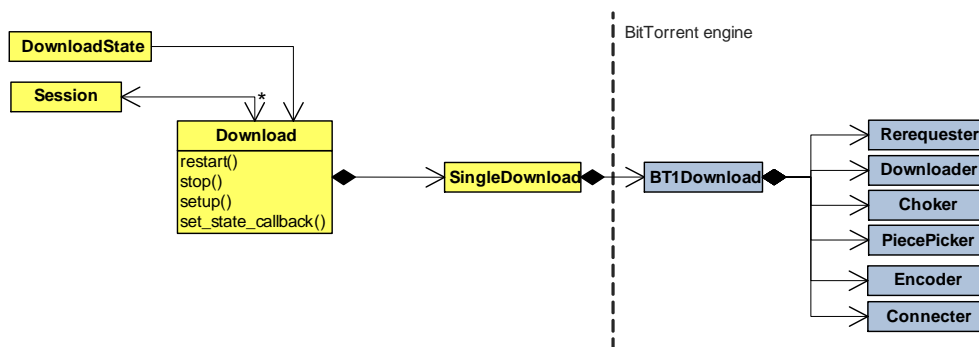 BitTorrent engine
DownloadState
Session
*
Download
restart()
stop()
setup()
set_state_callback()
SingleDownload
BT1Download
Rerequester
Downloader
Choker
PiecePicker
Encoder
Connecter